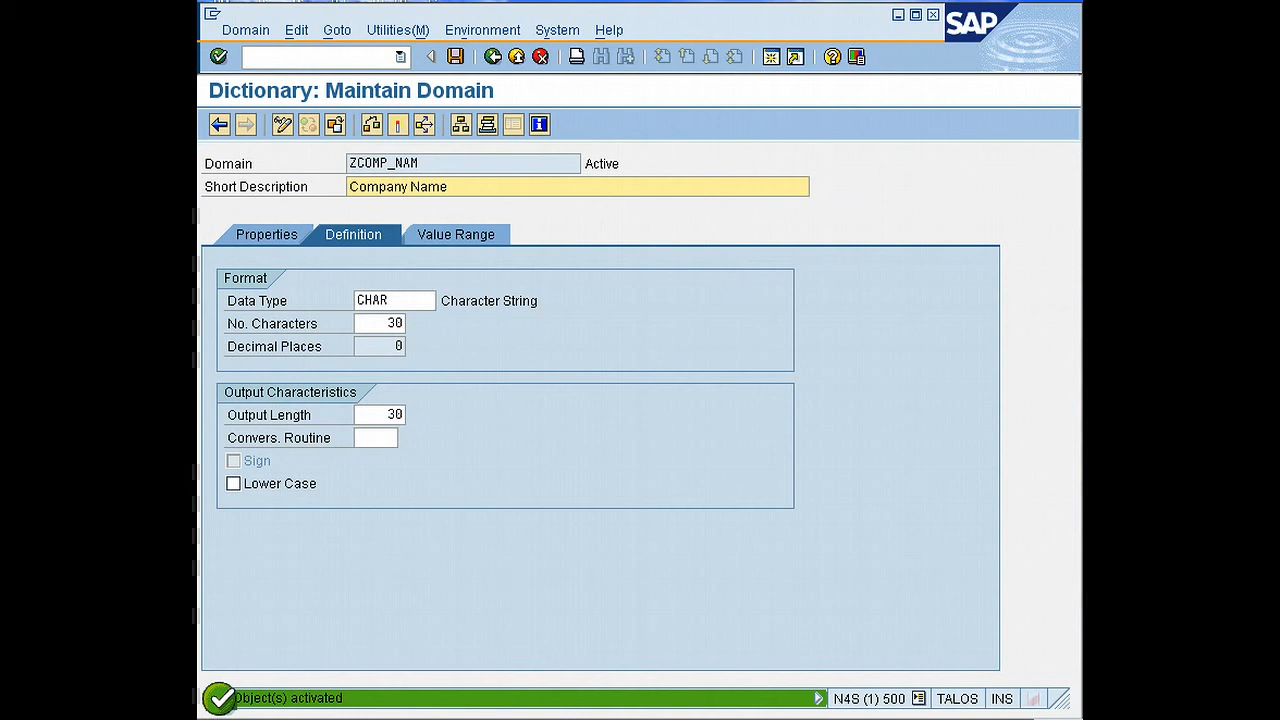 SAP
Domain Edit Goto Utilities(M) Environment System Help
Dictionary: Maintain Domain
Domain ZCOMP_NAM Active
Short Description Company Name
Properties Definition Value Range
Format
Data Type CHAR Character String
No. Characters 30
Decimal Places 0
Output Characteristics
Output Length 30
Convers. Routine
Sign
Lower Case
Object(s) activated N4S (1) 500 TALOS INS